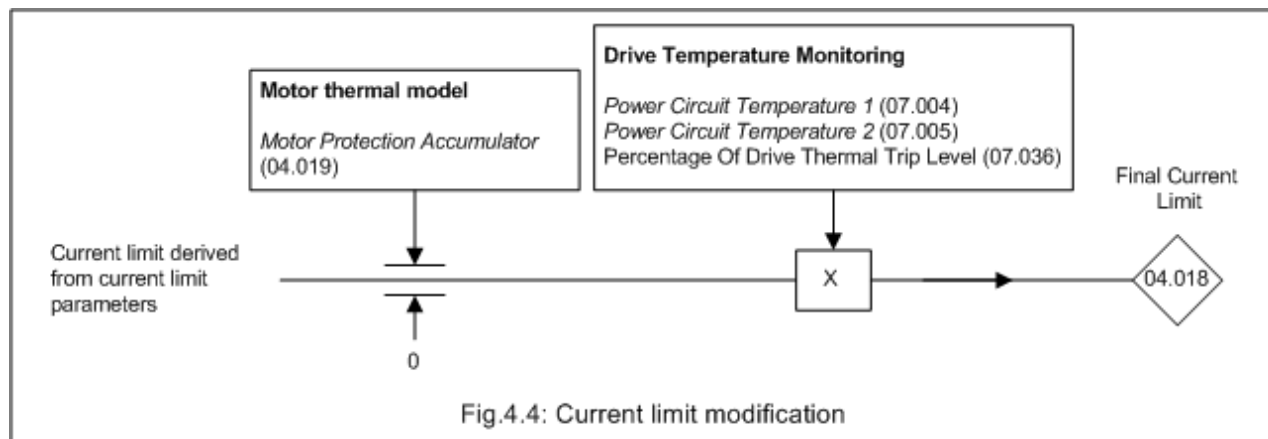 Motor thermal model
Motor Protection Accumulator
(04.019)
Drive Temperature Monitoring
Power Circuit Temperature 1 (07.004)
Power Circuit Temperature 2 (07.005)
Percentage Of Drive Thermal Trip Level (07.036)
Final Current
Limit
Current limit derived
from current limit
parameters
X
04.018
0
Fig.4.4: Current limit modification